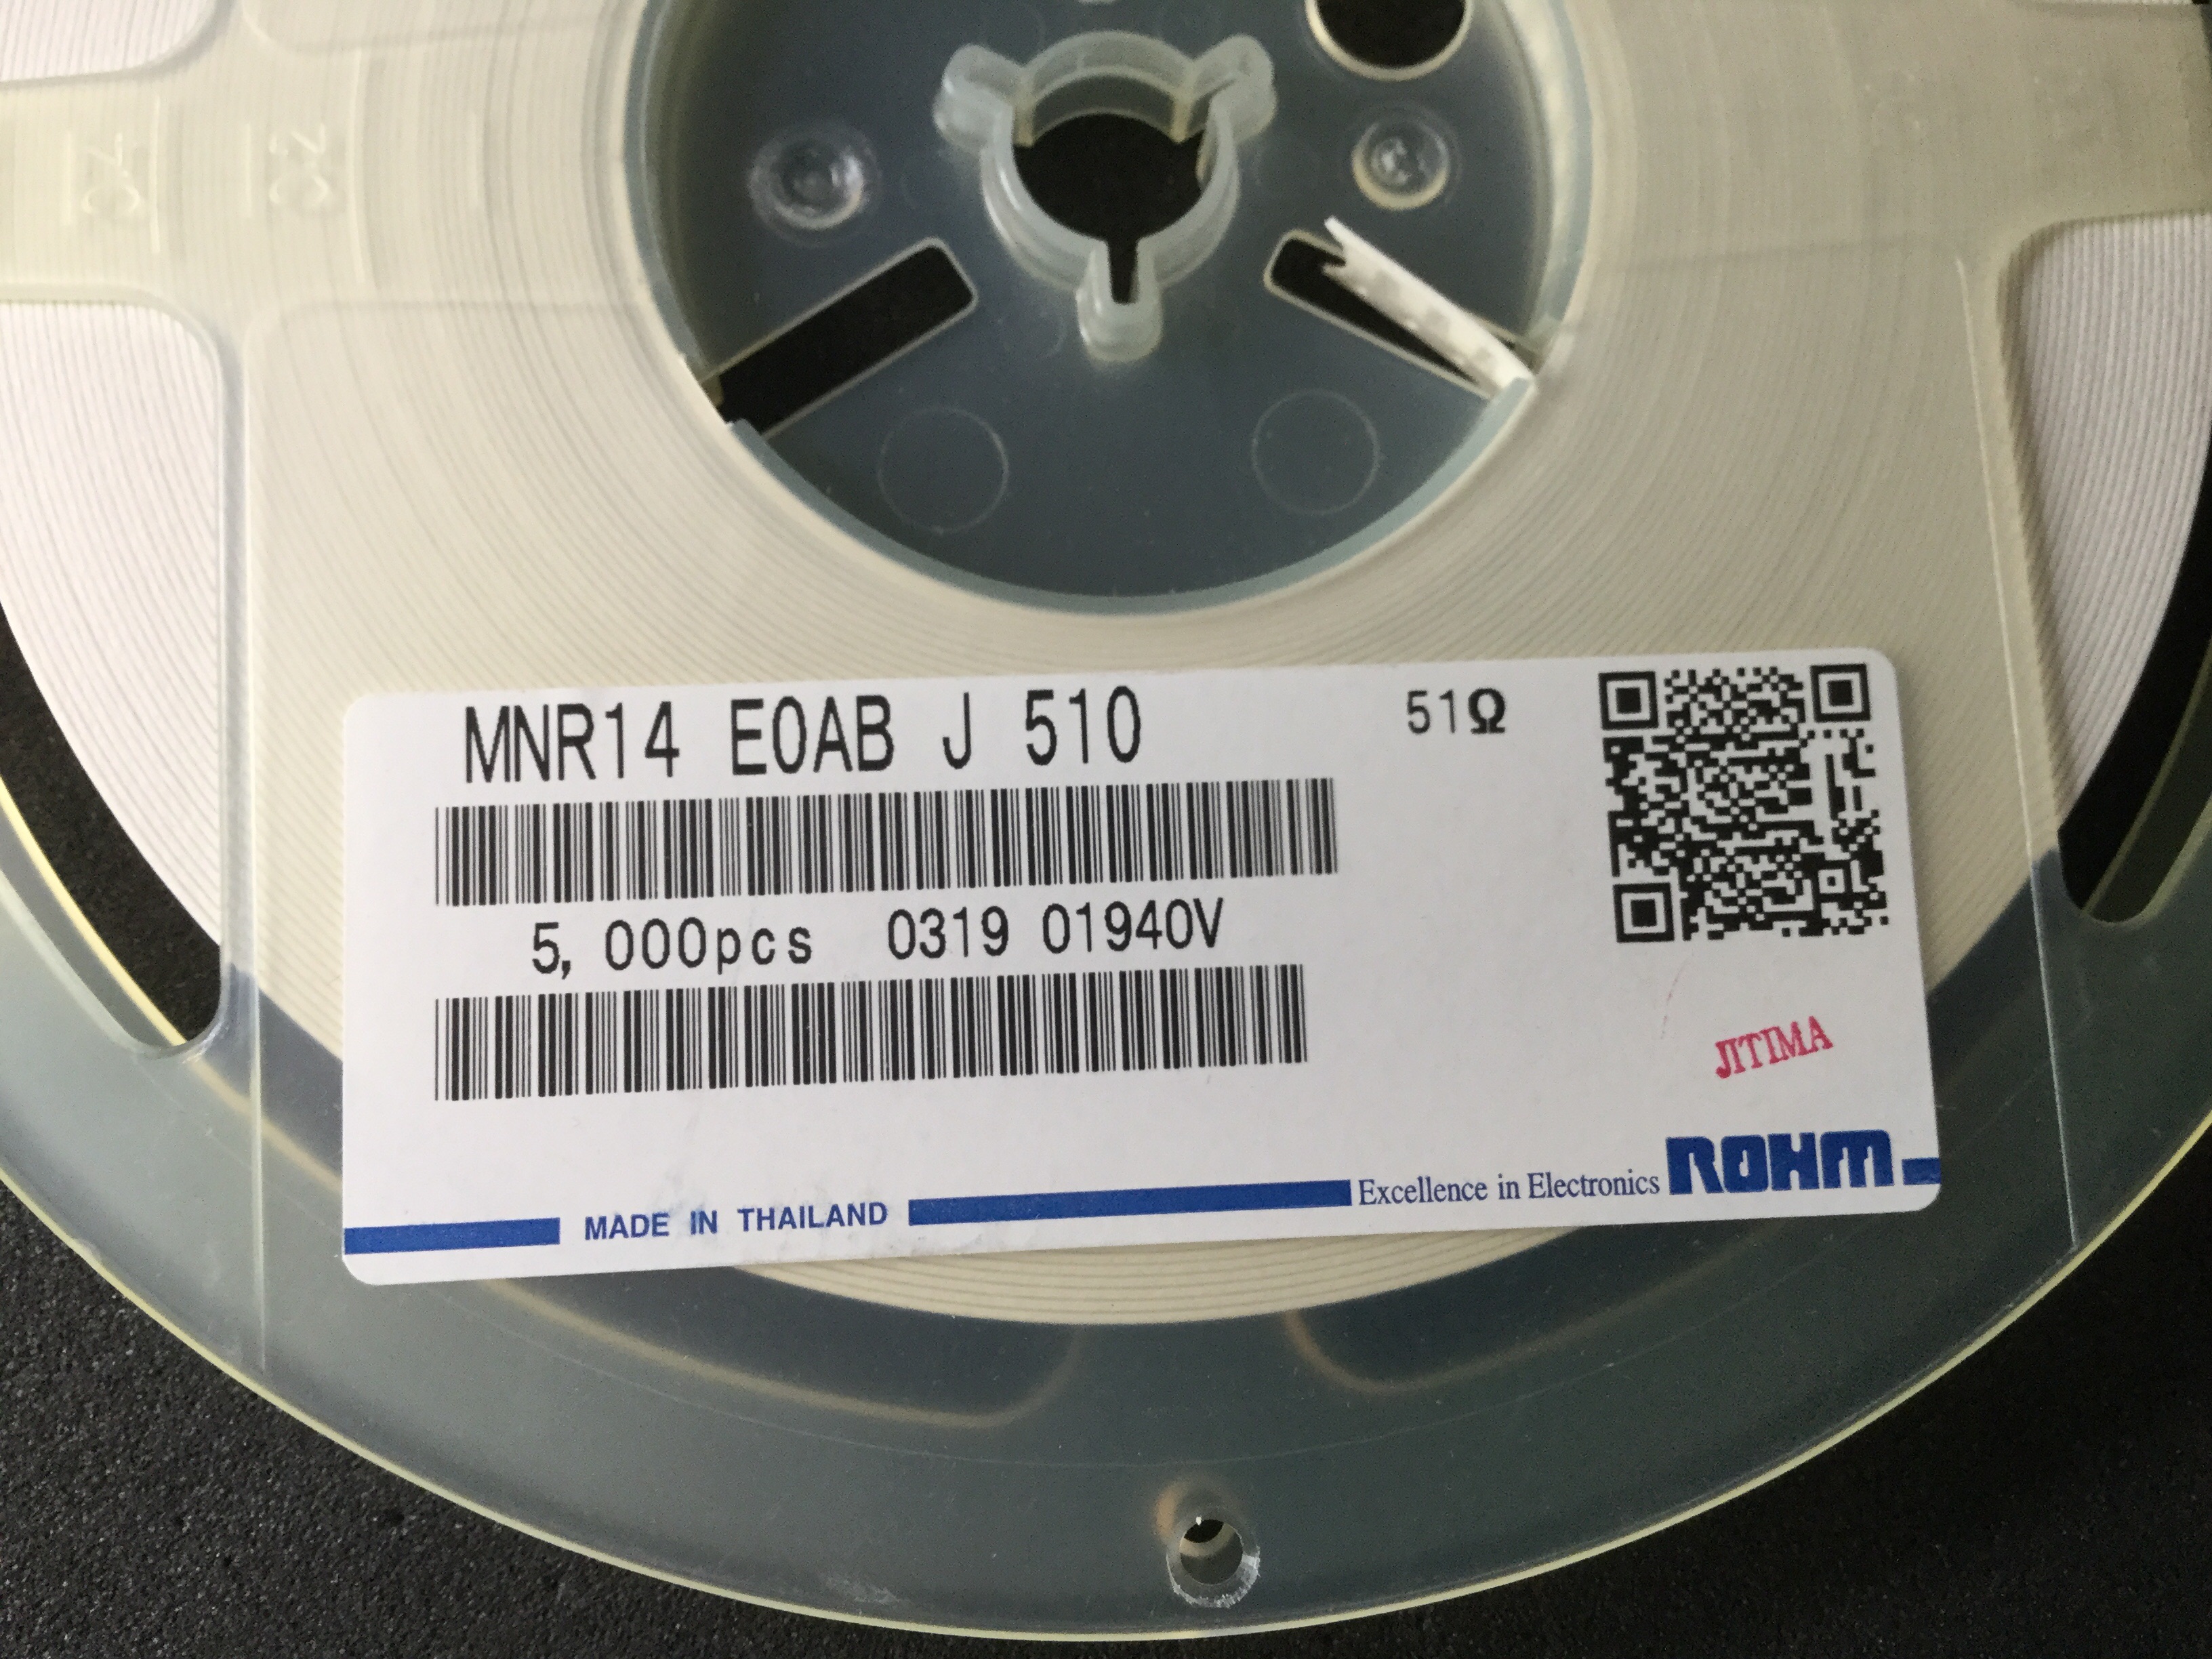 MNR14 E0AB J 510
51Ω
5,000pcs 0319 01940V
JITIMA
MADE IN THAILAND
Excellence in Electronics ROHM